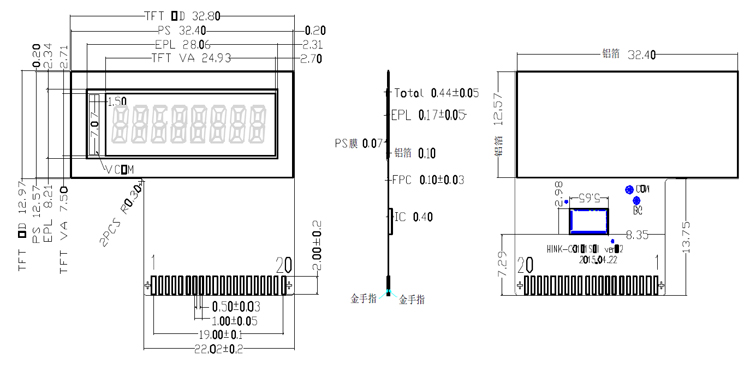 TFT OD 32.80
PS 32.40
0.20
EPL 28.06
2.31
TFT VA 24.93
2.70
0.20
2.34
2.71
1.50
7.07
VCOM
TFT OD 12.97
PS 12.57
EPL 8.21
TFT VA 7.50
2PCS R0.30
2.00±0.2
1
20
0.50±0.03
1.00±0.05
19.00±0.1
22.02±0.2
Total 0.44±0.05
EPL 0.17±0.05
PS膜 0.07
铝箔 0.10
FPC 0.10±0.03
IC 0.40
金手指
金手指
铝箔 32.40
铝箔 12.57
COM
BC
2.98
5.65
8.35
13.75
7.29
2015.04.22
1
20